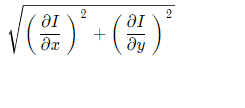 √((∂I/∂x)² + (∂I/∂y)²)